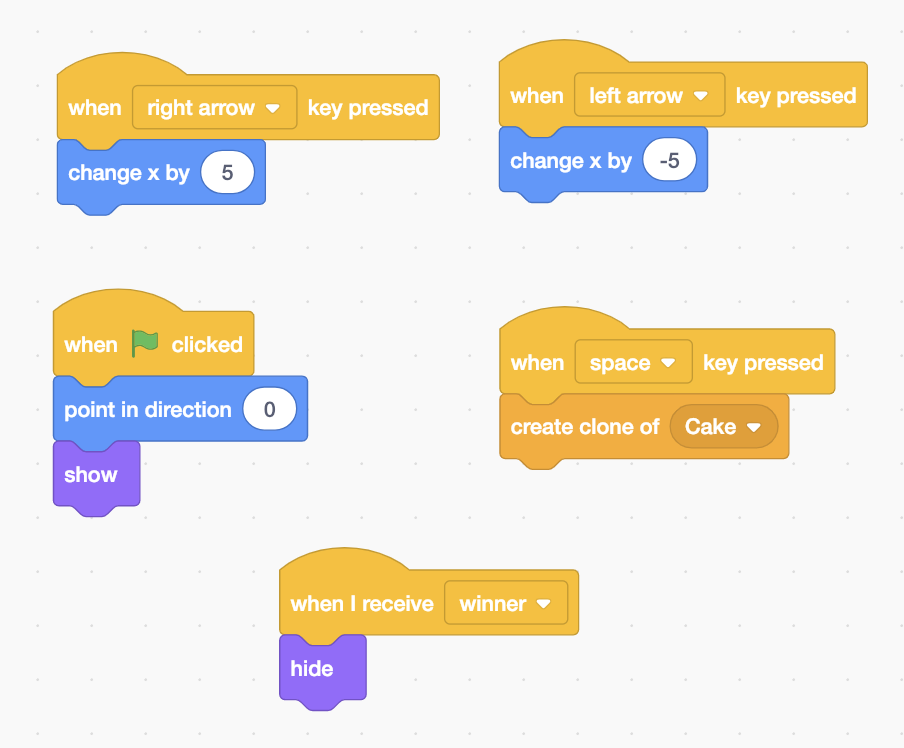 when right arrow key pressed
change x by 5
when left arrow key pressed
change x by -5
when clicked
point in direction 0
show
when space key pressed
create clone of Cake
when I receive winner
hide